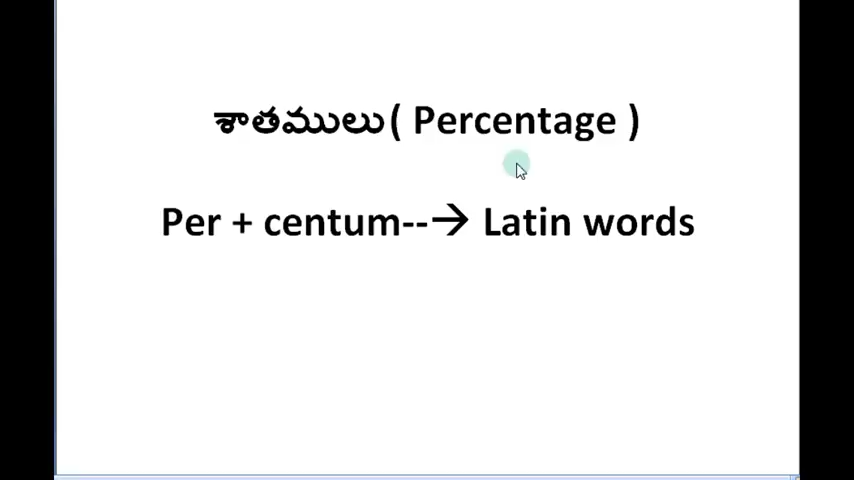 శాతములు( Percentage )
Per + centum--→ Latin words